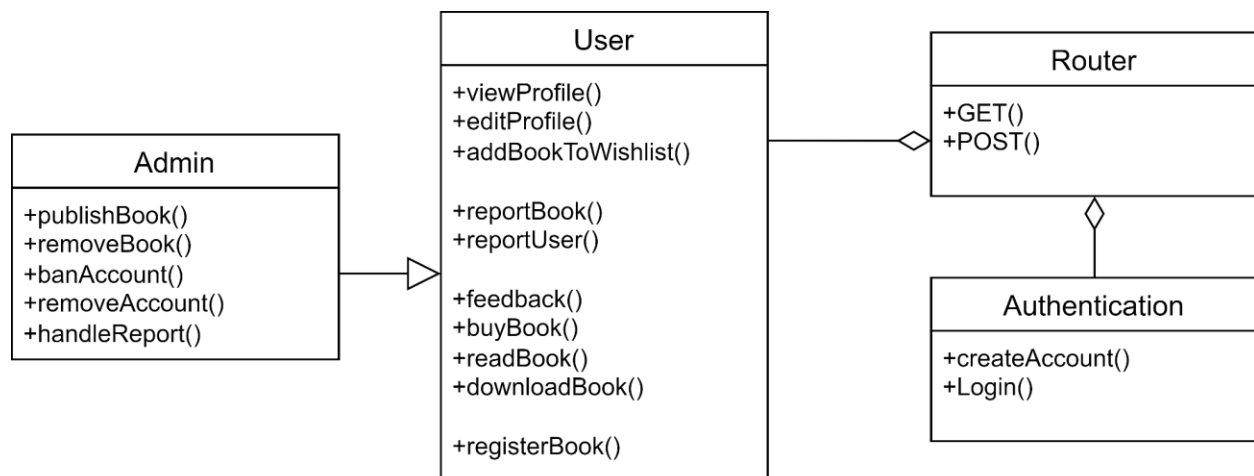 Admin
+publishBook()
+removeBook()
+banAccount()
+removeAccount()
+handleReport()
User
+viewProfile()
+editProfile()
+addBookToWishlist()
+reportBook()
+reportUser()
+feedback()
+buyBook()
+readBook()
+downloadBook()
+registerBook()
Router
+GET()
+POST()
Authentication
+createAccount()
+Login()